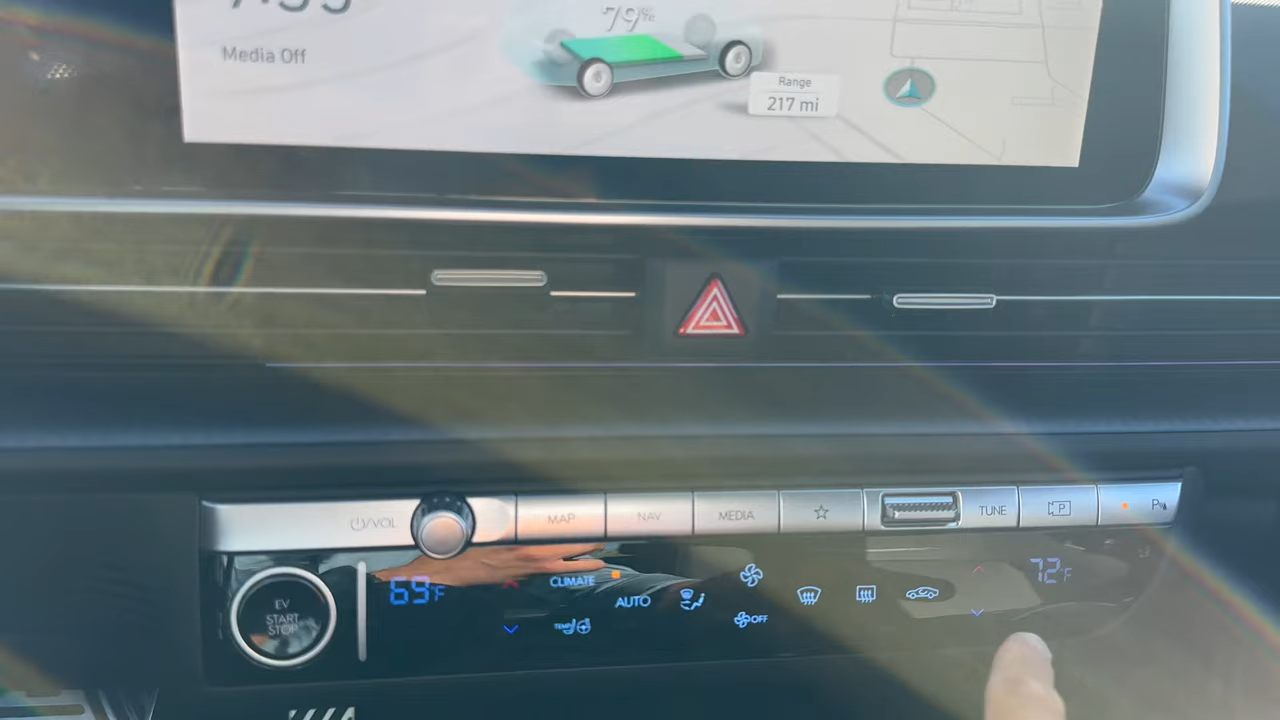 79%
Media Off
Range
217 mi
⏻/VOL
MAP
NAV
MEDIA
TUNE
P
P
EV
START
STOP
69°F
CLIMATE
AUTO
TEMP
OFF
72°F